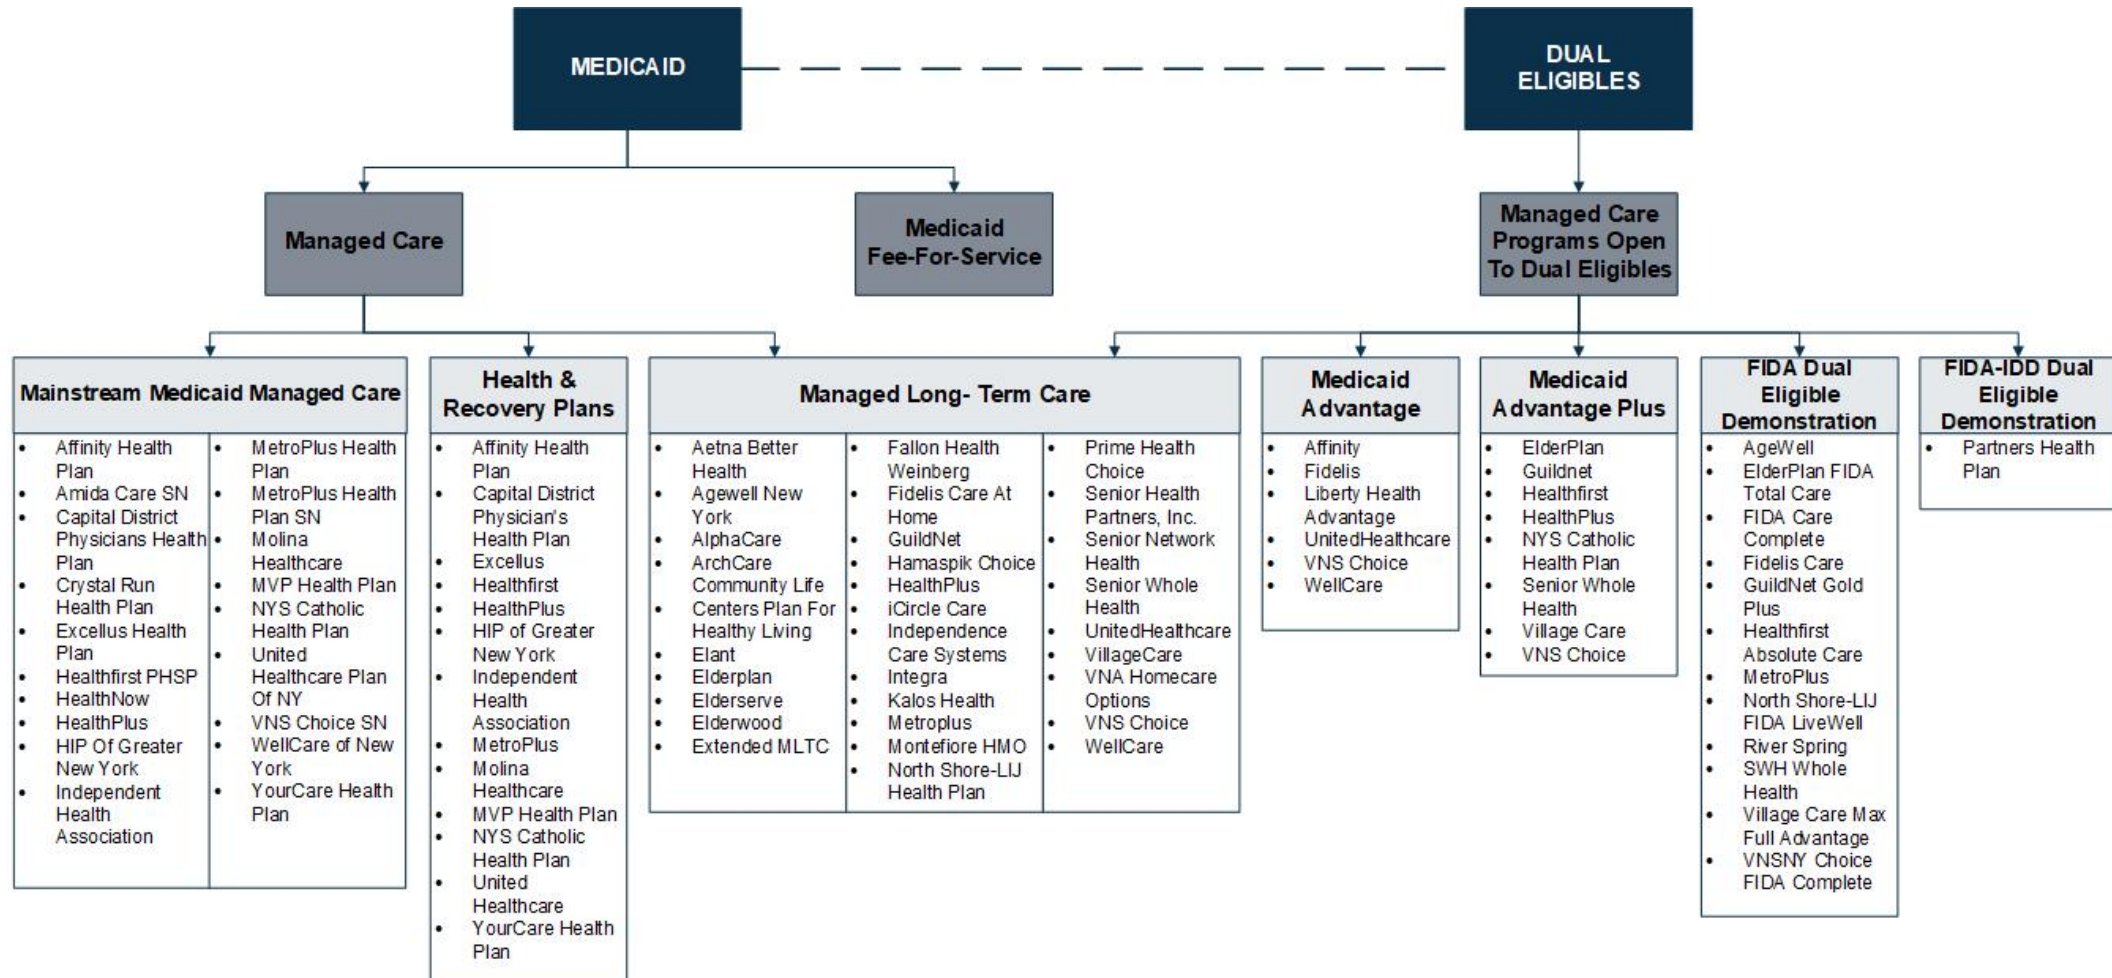 MEDICAID
DUAL
ELIGIBLES
Managed Care
Medicaid
Fee-For-Service
Managed Care
Programs Open
To Dual Eligibles
Mainstream Medicaid Managed Care
• Affinity Health
Plan
• Amida Care SN
• Capital District
Physicians Health
Plan
• Crystal Run
Health Plan
• Excellus Health
Plan
• Healthfirst PHSP
• HealthNow
• HealthPlus
• HIP Of Greater
New York
• Independent
Health
Association
• MetroPlus Health
Plan
• MetroPlus Health
Plan SN
• Molina
Healthcare
• MVP Health Plan
• NYS Catholic
Health Plan
• United
Healthcare Plan
Of NY
• VNS Choice SN
• WellCare of New
York
• YourCare Health
Plan
Health &
Recovery Plans
• Affinity Health
Plan
• Capital District
Physician's
Health Plan
• Excellus
• Healthfirst
• HealthPlus
• HIP of Greater
New York
• Independent
Health
Association
• MetroPlus
• Molina
Healthcare
• MVP Health Plan
• NYS Catholic
Health Plan
• United
Healthcare
• YourCare Health
Plan
Managed Long- Term Care
• Aetna Better
Health
• Agewell New
York
• AlphaCare
• ArchCare
Community Life
• Centers Plan For
Healthy Living
• Elant
• Elderplan
• Elderserve
• Elderwood
• Extended MLTC
• Fallon Health
Weinberg
• Fidelis Care At
Home
• GuildNet
• Hamaspik Choice
• HealthPlus
• iCircle Care
• Independence
Care Systems
• Integra
• Kalos Health
• Metroplus
• Montefiore HMO
• North Shore-LIJ
Health Plan
• Prime Health
Choice
• Senior Health
Partners, Inc.
• Senior Network
Health
• Senior Whole
Health
• UnitedHealthcare
• VillageCare
• VNA Homecare
Options
• VNS Choice
• WellCare
Medicaid
Advantage
• Affinity
• Fidelis
• Liberty Health
Advantage
• UnitedHealthcare
• VNS Choice
• WellCare
Medicaid
Advantage Plus
• ElderPlan
• Guildnet
• Healthfirst
• HealthPlus
• NYS Catholic
Health Plan
• Senior Whole
Health
• Village Care
• VNS Choice
FIDA Dual
Eligible
Demonstration
• AgeWell
• ElderPlan FIDA
Total Care
• FIDA Care
Complete
• Fidelis Care
• GuildNet Gold
Plus
• Healthfirst
Absolute Care
• MetroPlus
• North Shore-LIJ
FIDA LiveWell
• River Spring
• SWH Whole
Health
• Village Care Max
Full Advantage
• VNSNY Choice
FIDA Complete
FIDA-IDD Dual
Eligible
Demonstration
• Partners Health
Plan